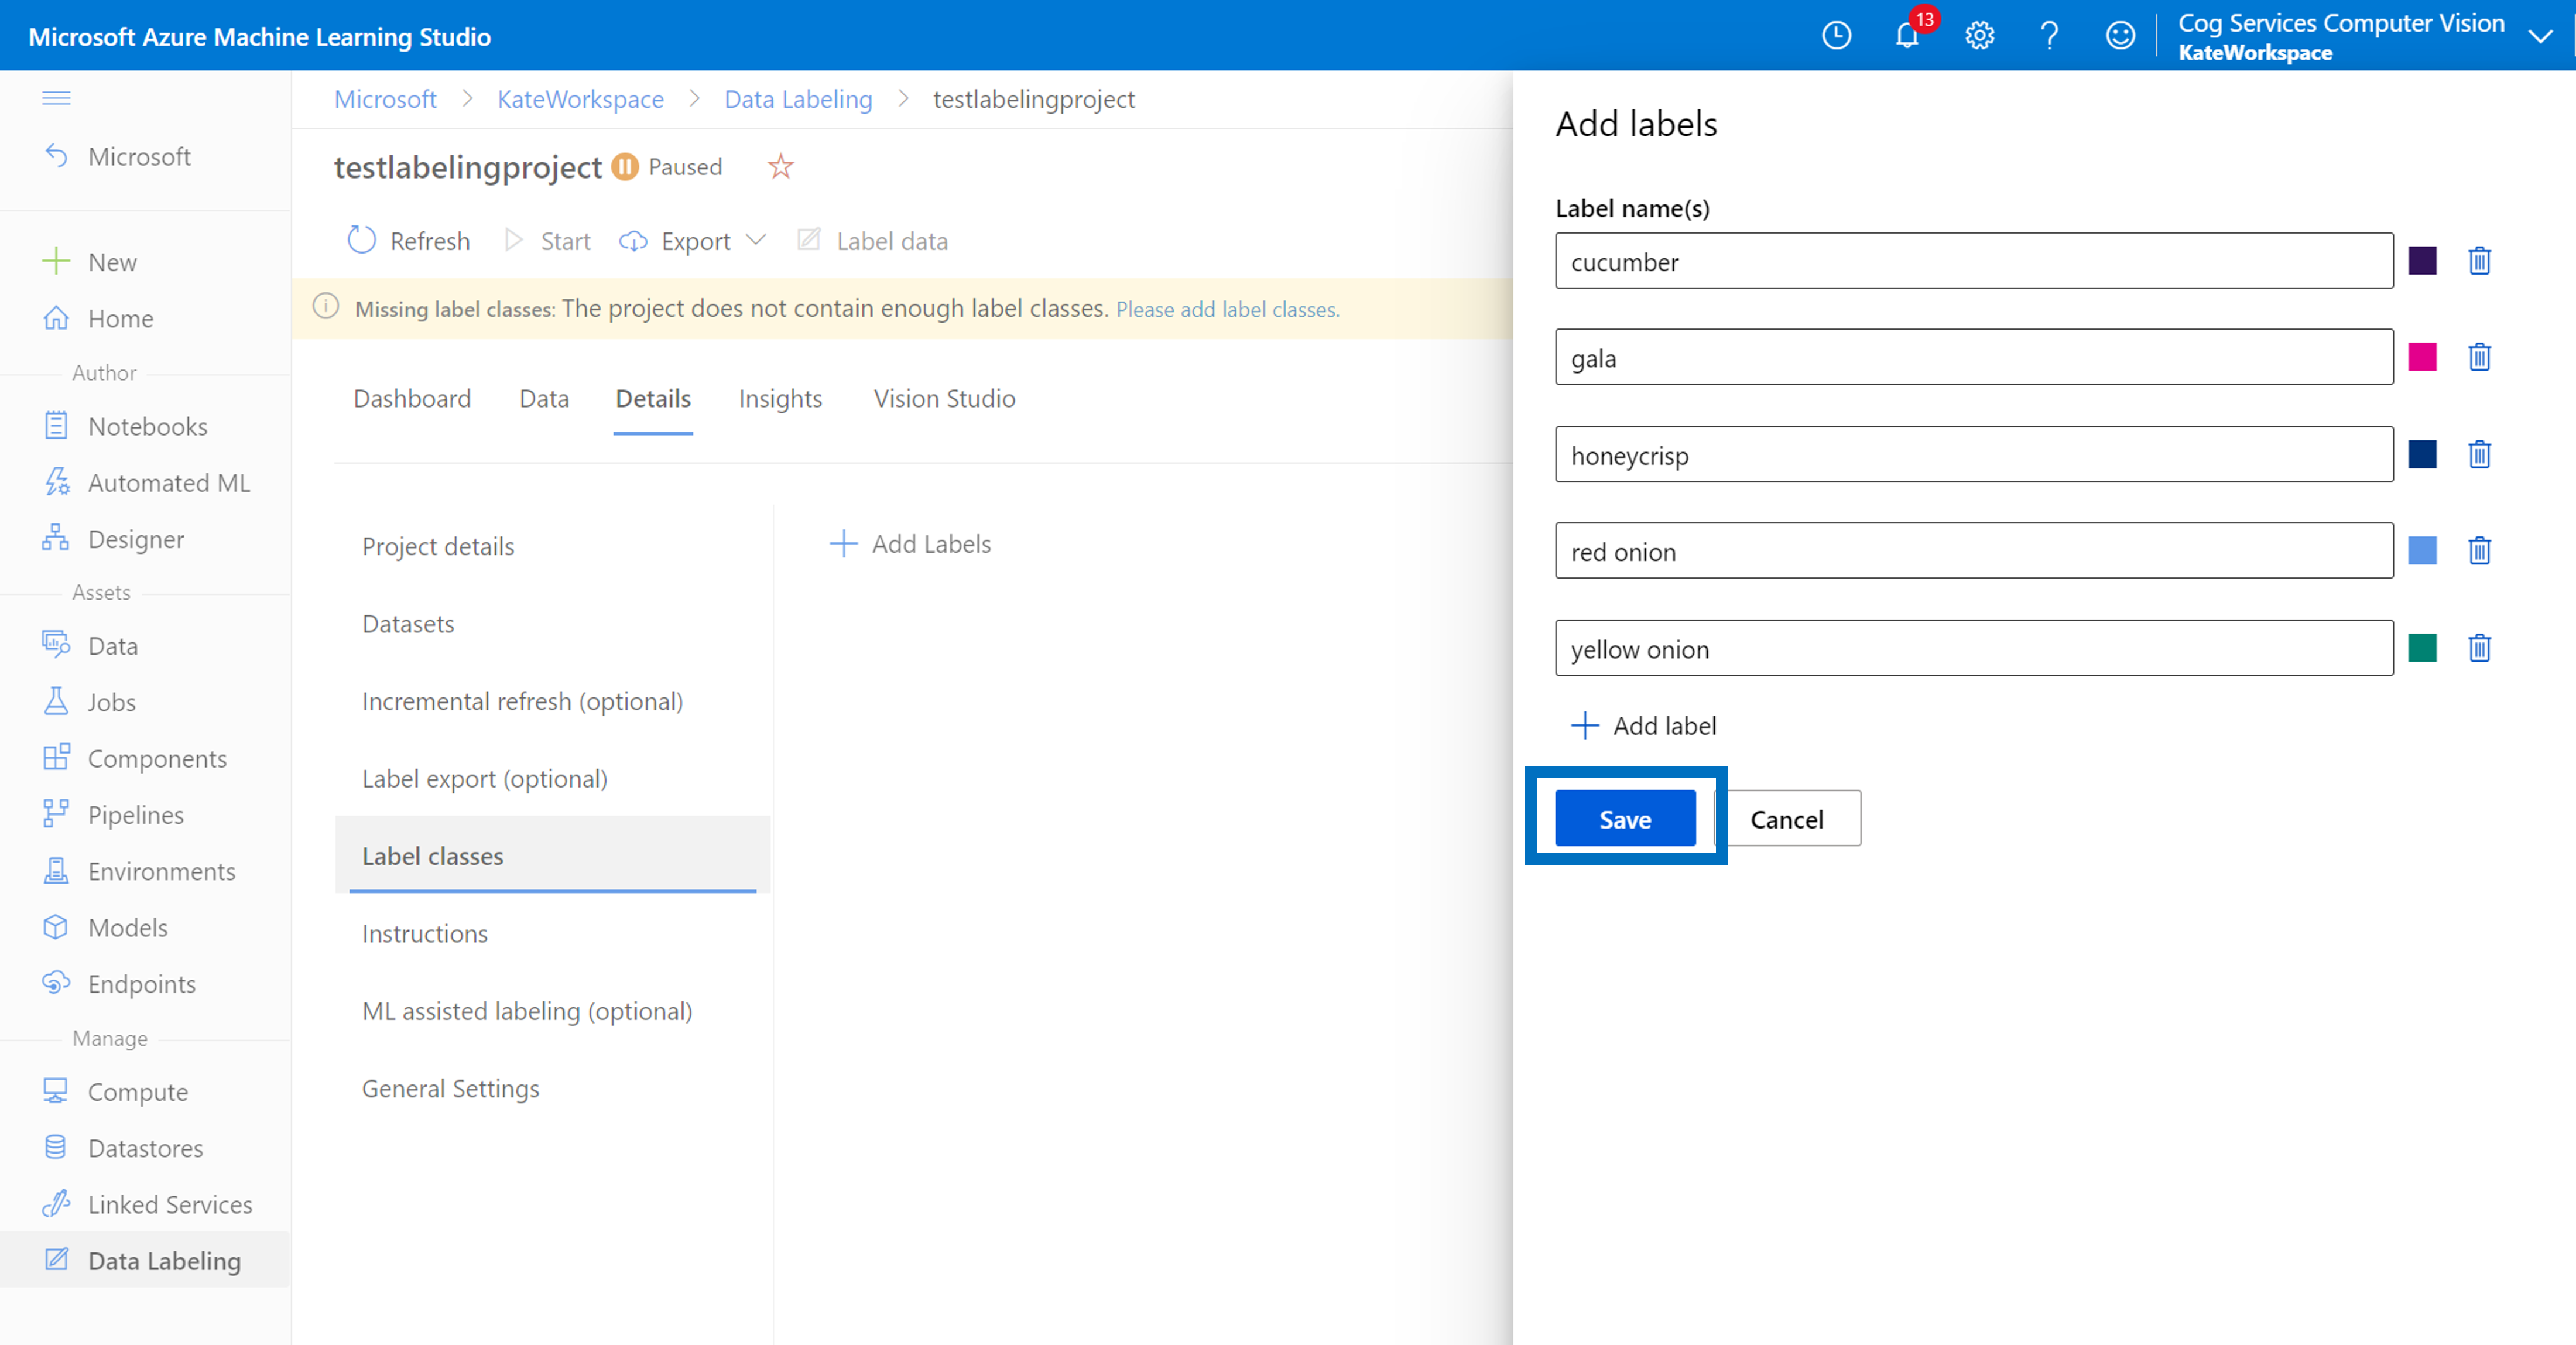 Microsoft Azure Machine Learning Studio
13
Cog Services Computer Vision
KateWorkspace
Microsoft
New
Home
Author
Notebooks
Automated ML
Designer
Assets
Data
Jobs
Components
Pipelines
Environments
Models
Endpoints
Manage
Compute
Datastores
Linked Services
Data Labeling
Microsoft > KateWorkspace > Data Labeling > testlabelingproject
testlabelingproject Paused
Refresh Start Export Label data
Missing label classes: The project does not contain enough label classes. Please add label classes.
Dashboard Data Details Insights Vision Studio
Project details
Datasets
Incremental refresh (optional)
Label export (optional)
Label classes
Instructions
ML assisted labeling (optional)
General Settings
Add Labels
Add labels
Label name(s)
cucumber
gala
honeycrisp
red onion
yellow onion
Add label
Save Cancel